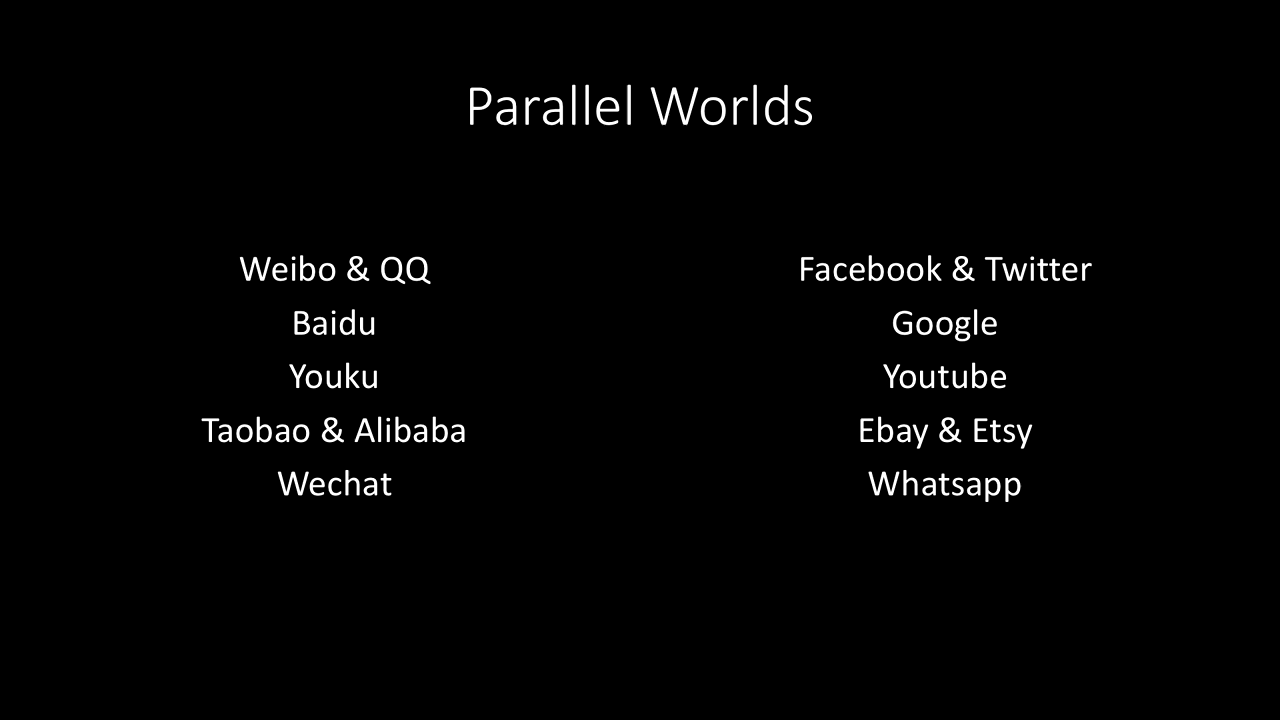 Parallel Worlds
Weibo & QQ
Baidu
Youku
Taobao & Alibaba
Wechat
Facebook & Twitter
Google
Youtube
Ebay & Etsy
Whatsapp